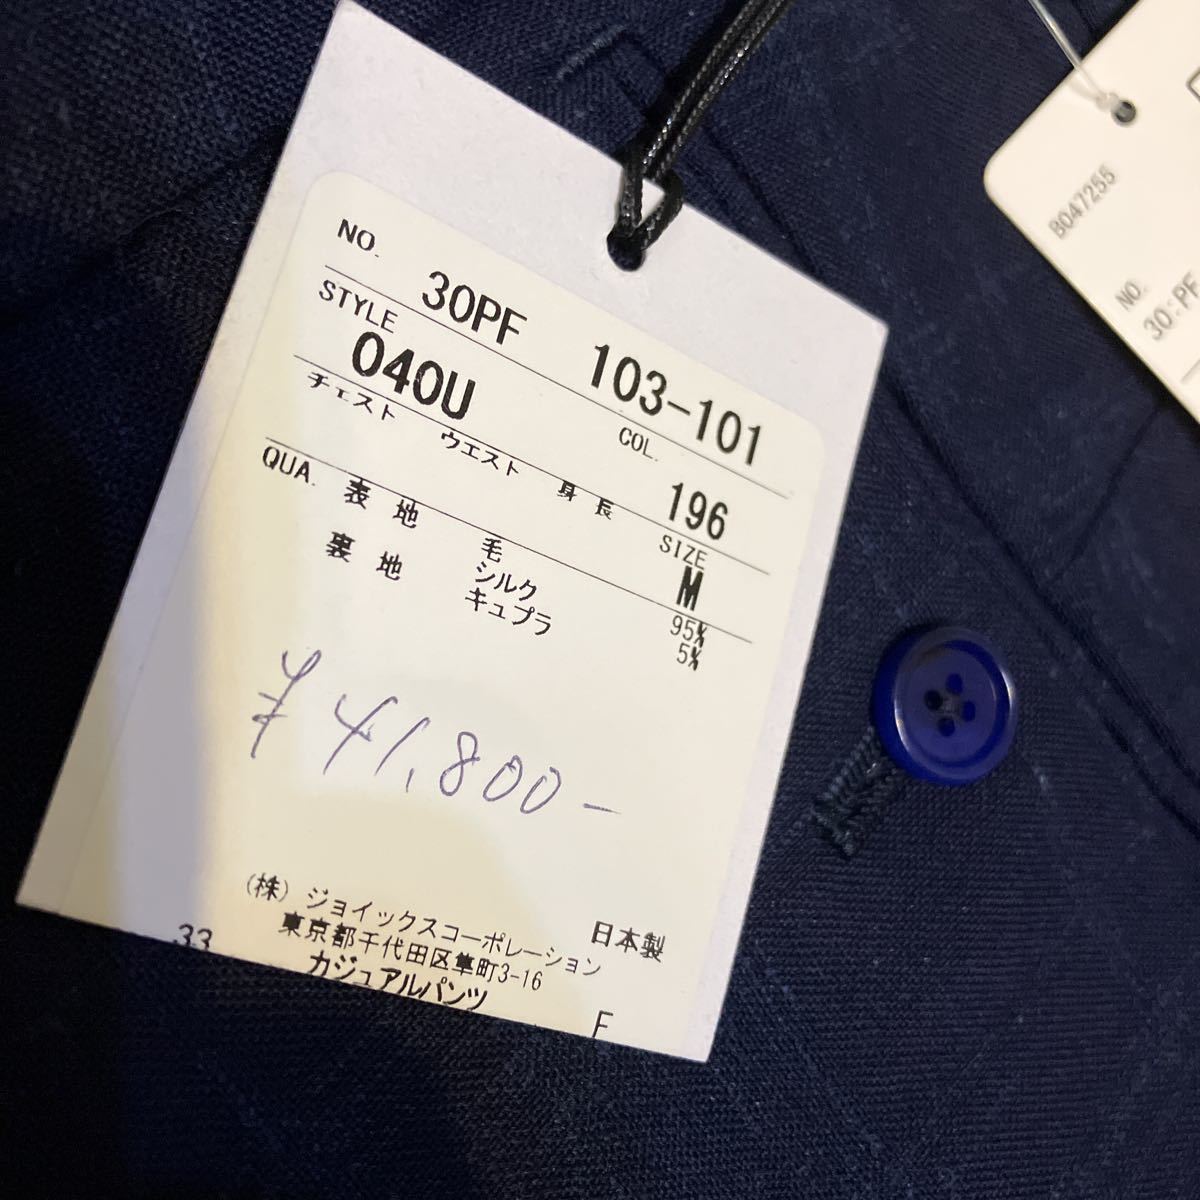 NO.
30PF 103-101
STYLE COL.
040U 196
チェスト ウエスト 身長 SIZE
M
QUA. 表地 毛 95%
シルク 5%
裏地 キュプラ
¥41,800-
(株)ジョイックスコーポレーション 日本製
東京都千代田区隼町3-16
33 カジュアルパンツ F
B047255
NO.
30:PF